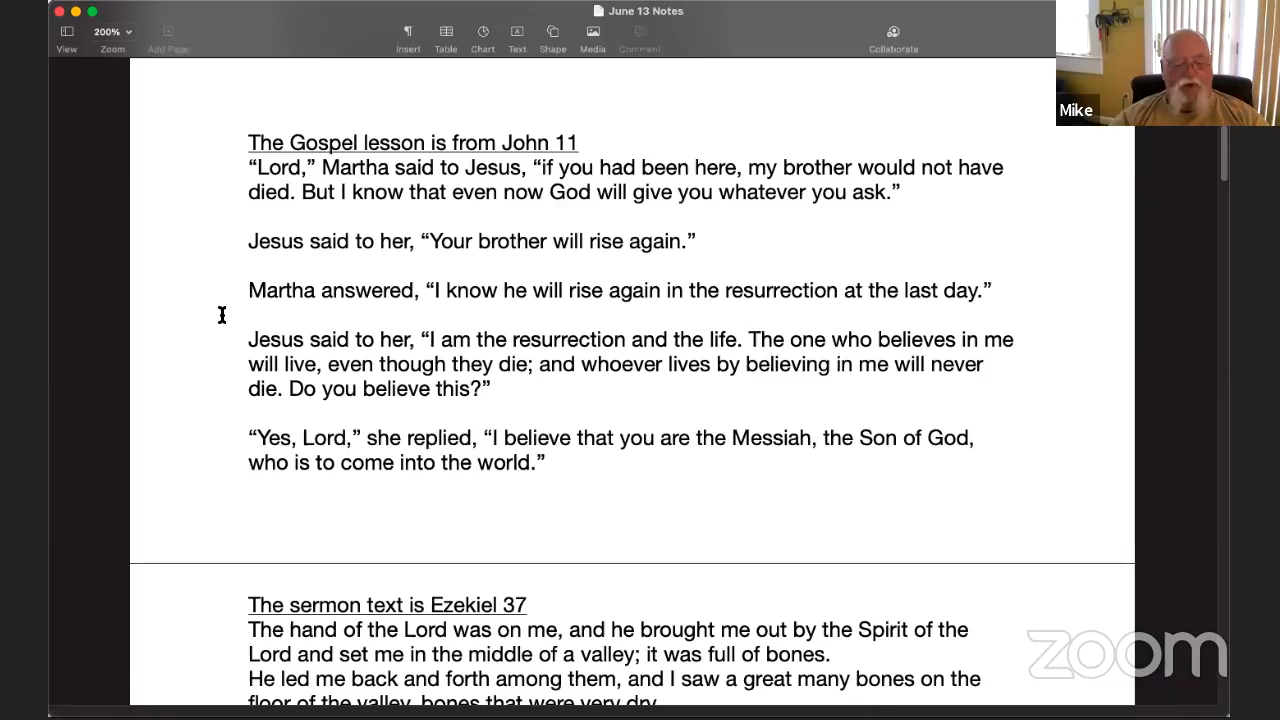 June 13 Notes
200%
View
Zoom
Add Page
Insert
Table
Chart
Text
Shape
Media
Comment
Collaborate
Mike
The Gospel lesson is from John 11
“Lord,” Martha said to Jesus, “if you had been here, my brother would not have
died. But I know that even now God will give you whatever you ask.”
Jesus said to her, “Your brother will rise again.”
Martha answered, “I know he will rise again in the resurrection at the last day.”
Jesus said to her, “I am the resurrection and the life. The one who believes in me
will live, even though they die; and whoever lives by believing in me will never
die. Do you believe this?”
“Yes, Lord,” she replied, “I believe that you are the Messiah, the Son of God,
who is to come into the world.”
The sermon text is Ezekiel 37
The hand of the Lord was on me, and he brought me out by the Spirit of the
Lord and set me in the middle of a valley; it was full of bones.
He led me back and forth among them, and I saw a great many bones on the
floor of the valley, bones that were very dry.
zoom